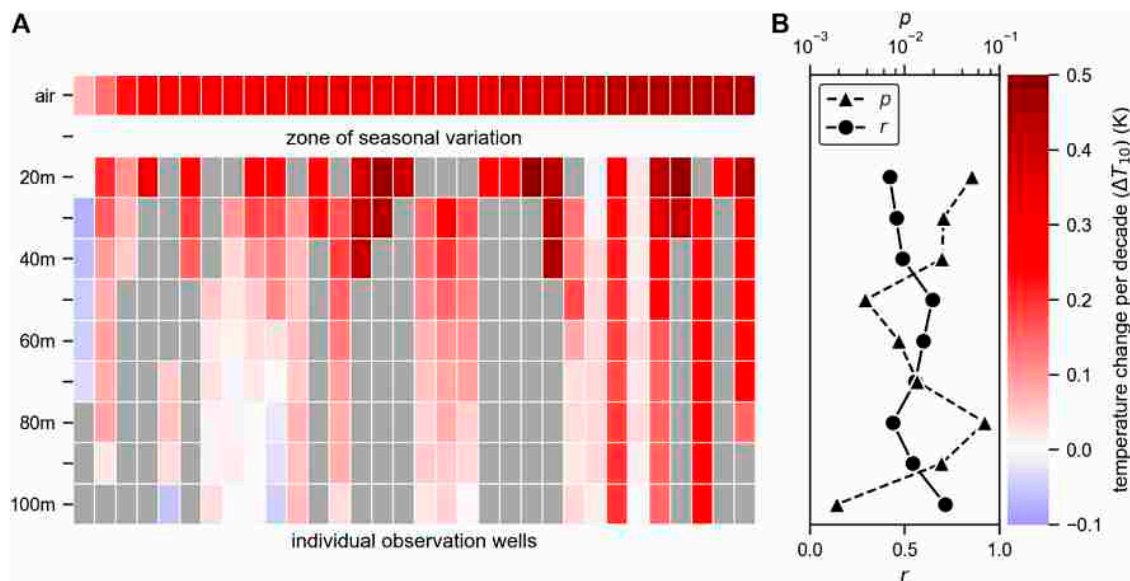 A
air
zone of seasonal variation
20m
40m
60m
80m
100m
individual observation wells
B
p
10⁻³ 10⁻² 10⁻¹
p
r
0.0 0.5 1.0
r
0.5
0.4
0.3
0.2
0.1
0.0
−0.1
temperature change per decade (ΔT₁₀) (K)